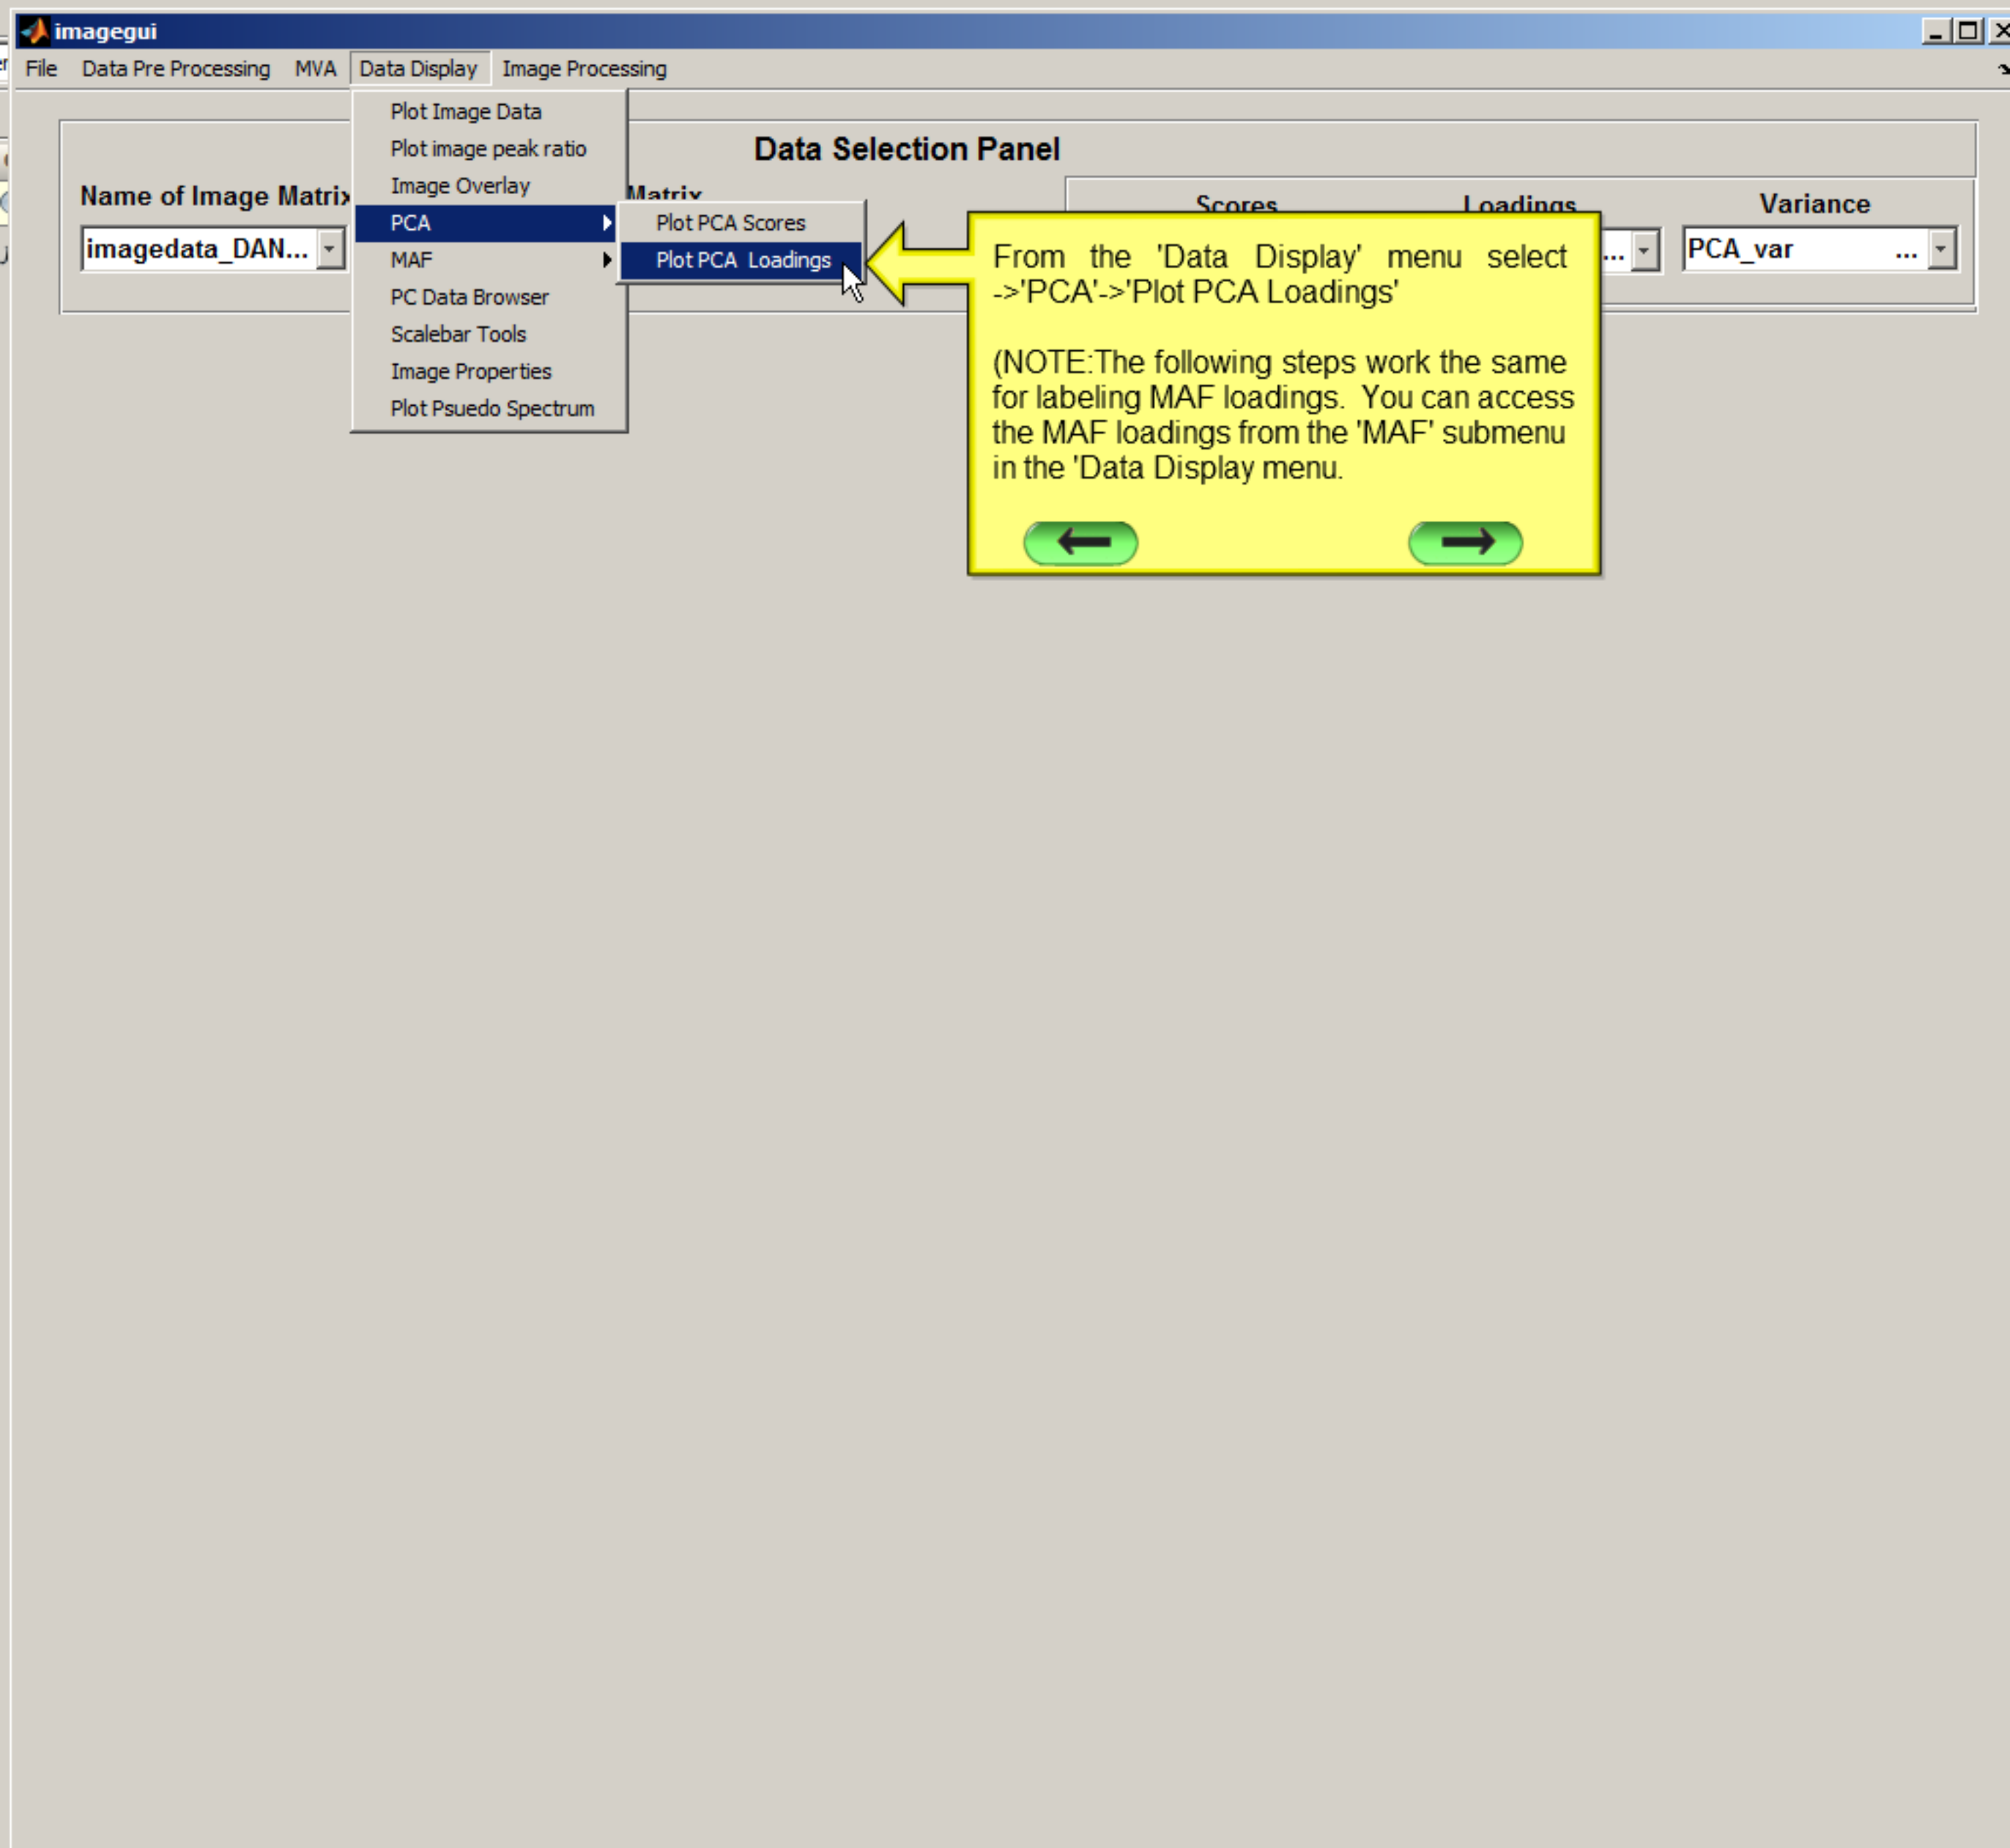 imagegui
File Data Pre Processing MVA Data Display Image Processing
Plot Image Data
Plot image peak ratio
Image Overlay
PCA
MAF
PC Data Browser
Scalebar Tools
Image Properties
Plot Psuedo Spectrum
Plot PCA Scores
Plot PCA  Loadings
Data Selection Panel
Name of Image Matrix
imagedata_DAN...
Matrix
Scores Loadings Variance
... PCA_var ...
From the 'Data Display' menu select
->'PCA'->'Plot PCA Loadings'
(NOTE:The following steps work the same
for labeling MAF loadings.  You can access
the MAF loadings from the 'MAF' submenu
in the 'Data Display menu.